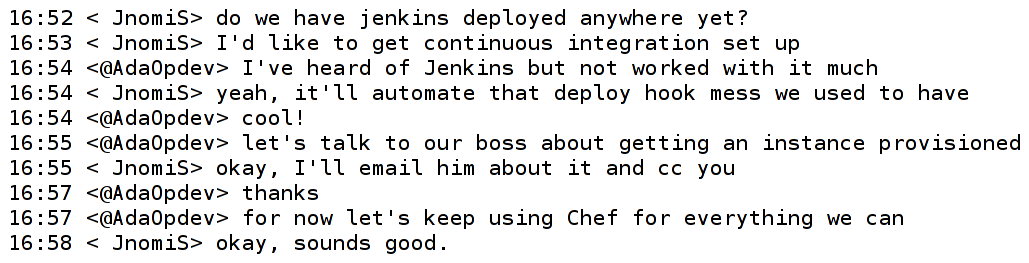 16:52 < JnomiS> do we have jenkins deployed anywhere yet?
16:53 < JnomiS> I'd like to get continuous integration set up
16:54 <@AdaOpdev> I've heard of Jenkins but not worked with it much
16:54 < JnomiS> yeah, it'll automate that deploy hook mess we used to have
16:54 <@AdaOpdev> cool!
16:55 <@AdaOpdev> let's talk to our boss about getting an instance provisioned
16:55 < JnomiS> okay, I'll email him about it and cc you
16:57 <@AdaOpdev> thanks
16:57 <@AdaOpdev> for now let's keep using Chef for everything we can
16:58 < JnomiS> okay, sounds good.